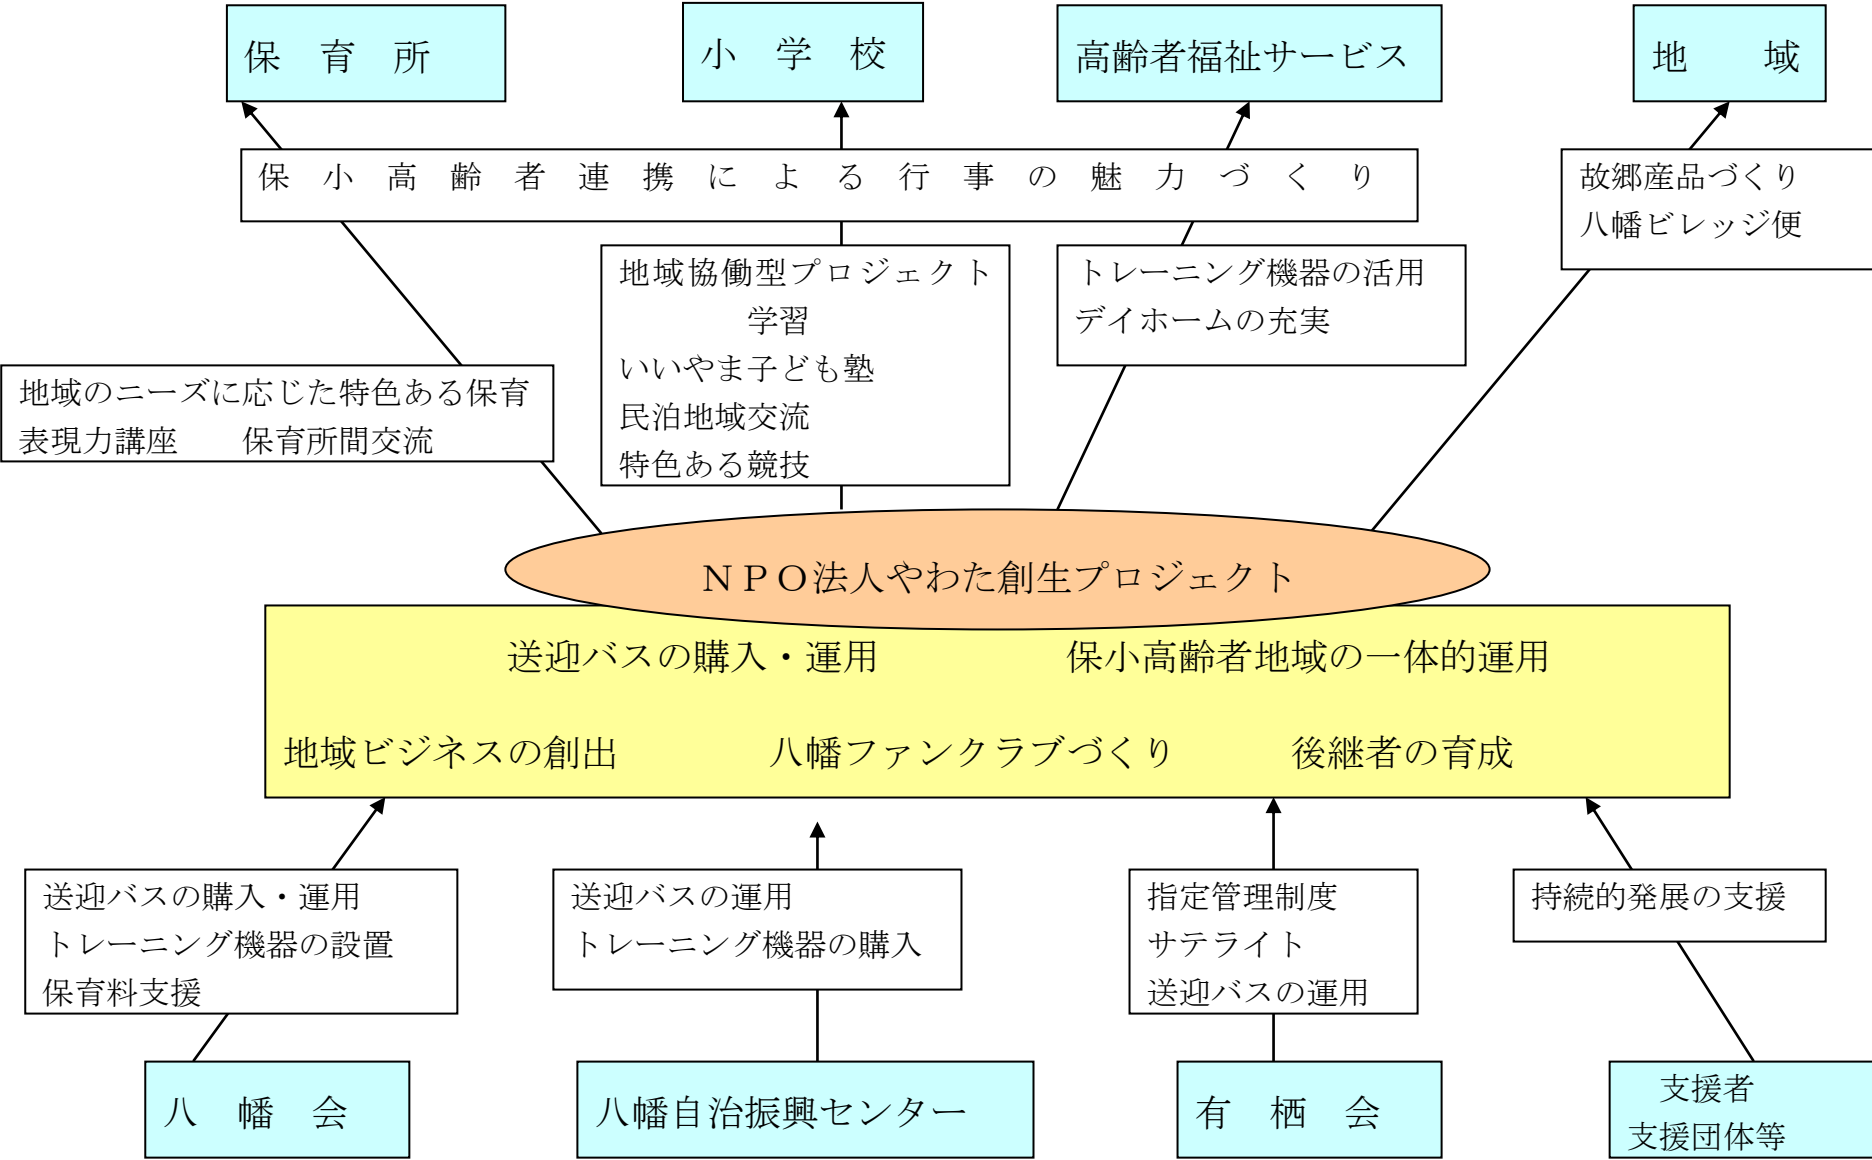 保　育　所
小　学　校
高齢者福祉サービス
地　　域
保小高齢者連携による行事の魅力づくり
故郷産品づくり
八幡ビレッジ便
地域協働型プロジェクト
学習
いいやま子ども塾
民泊地域交流
特色ある競技
トレーニング機器の活用
デイホームの充実
地域のニーズに応じた特色ある保育
表現力講座　　保育所間交流
ＮＰＯ法人やわた創生プロジェクト
送迎バスの購入・運用　　　　　保小高齢者地域の一体的運用
地域ビジネスの創出　　　　八幡ファンクラブづくり　　　後継者の育成
送迎バスの購入・運用
トレーニング機器の設置
保育料支援
送迎バスの運用
トレーニング機器の購入
指定管理制度
サテライト
送迎バスの運用
持続的発展の支援
八　幡　会
八幡自治振興センター
有　栖　会
支援者
支援団体等